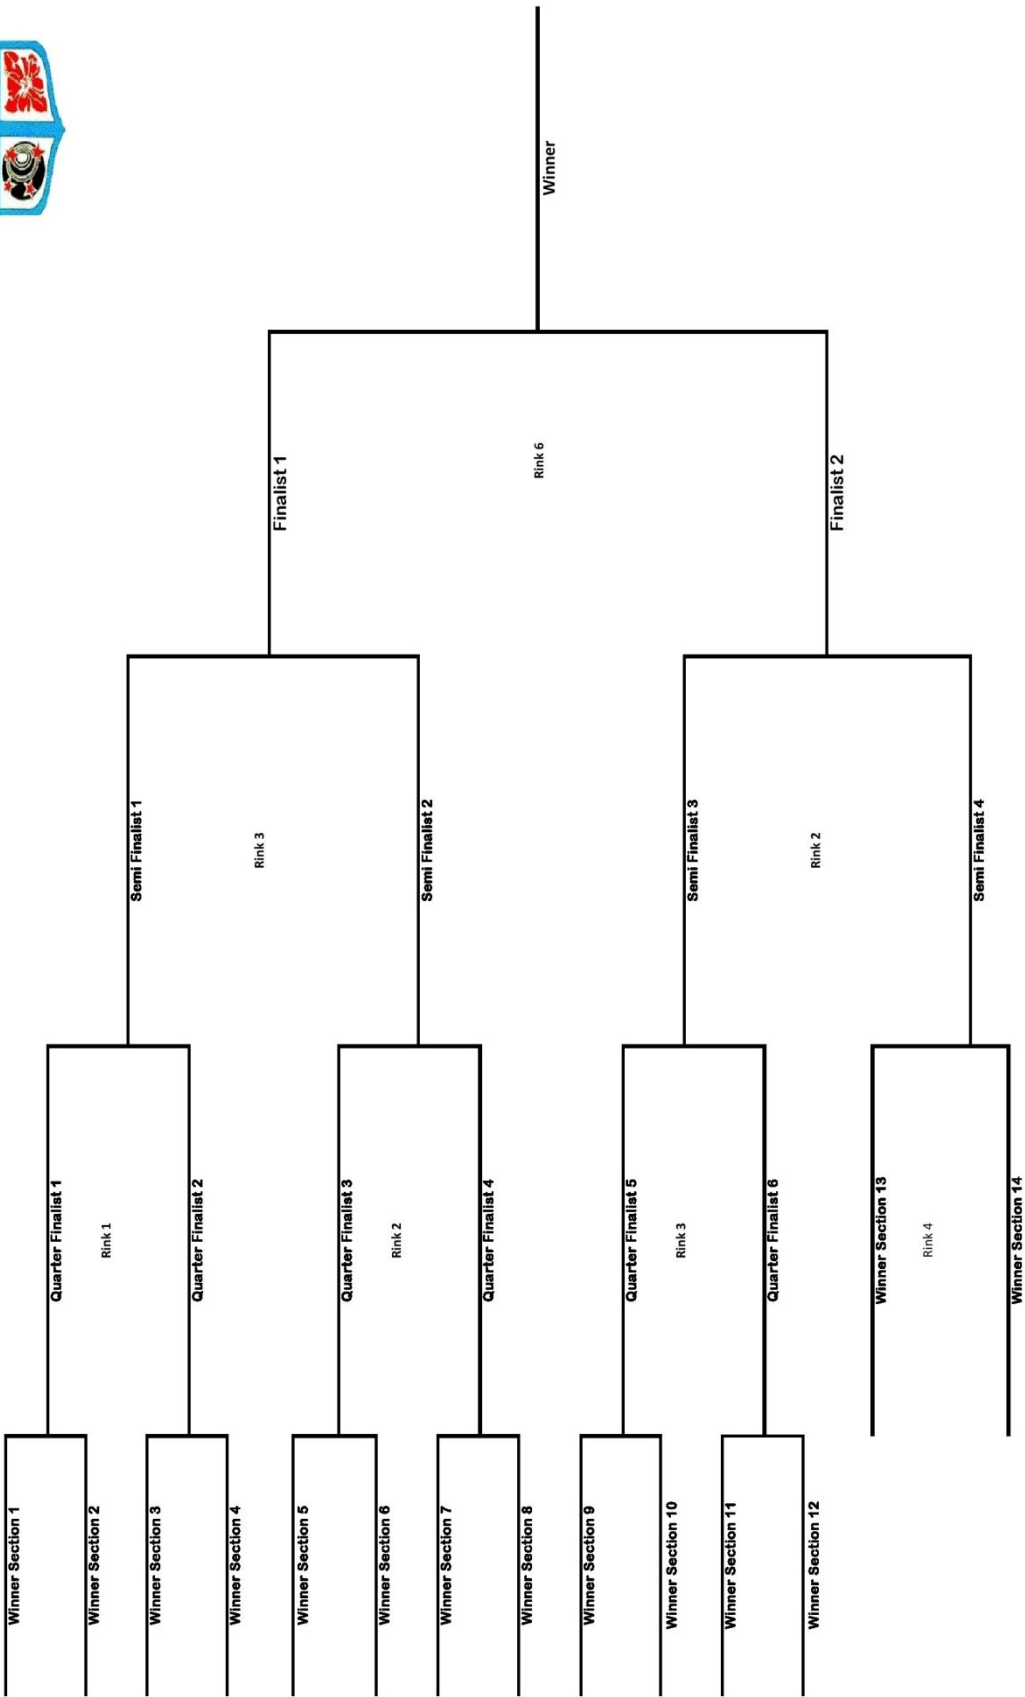 Winner Section 1
Winner Section 2
Winner Section 3
Winner Section 4
Winner Section 5
Winner Section 6
Winner Section 7
Winner Section 8
Winner Section 9
Winner Section 10
Winner Section 11
Winner Section 12
Quarter Finalist 1
Rink 1
Quarter Finalist 2
Quarter Finalist 3
Rink 2
Quarter Finalist 4
Quarter Finalist 5
Rink 3
Quarter Finalist 6
Winner Section 13
Rink 4
Winner Section 14
Semi Finalist 1
Rink 3
Semi Finalist 2
Semi Finalist 3
Rink 2
Semi Finalist 4
Finalist 1
Rink 6
Finalist 2
Winner